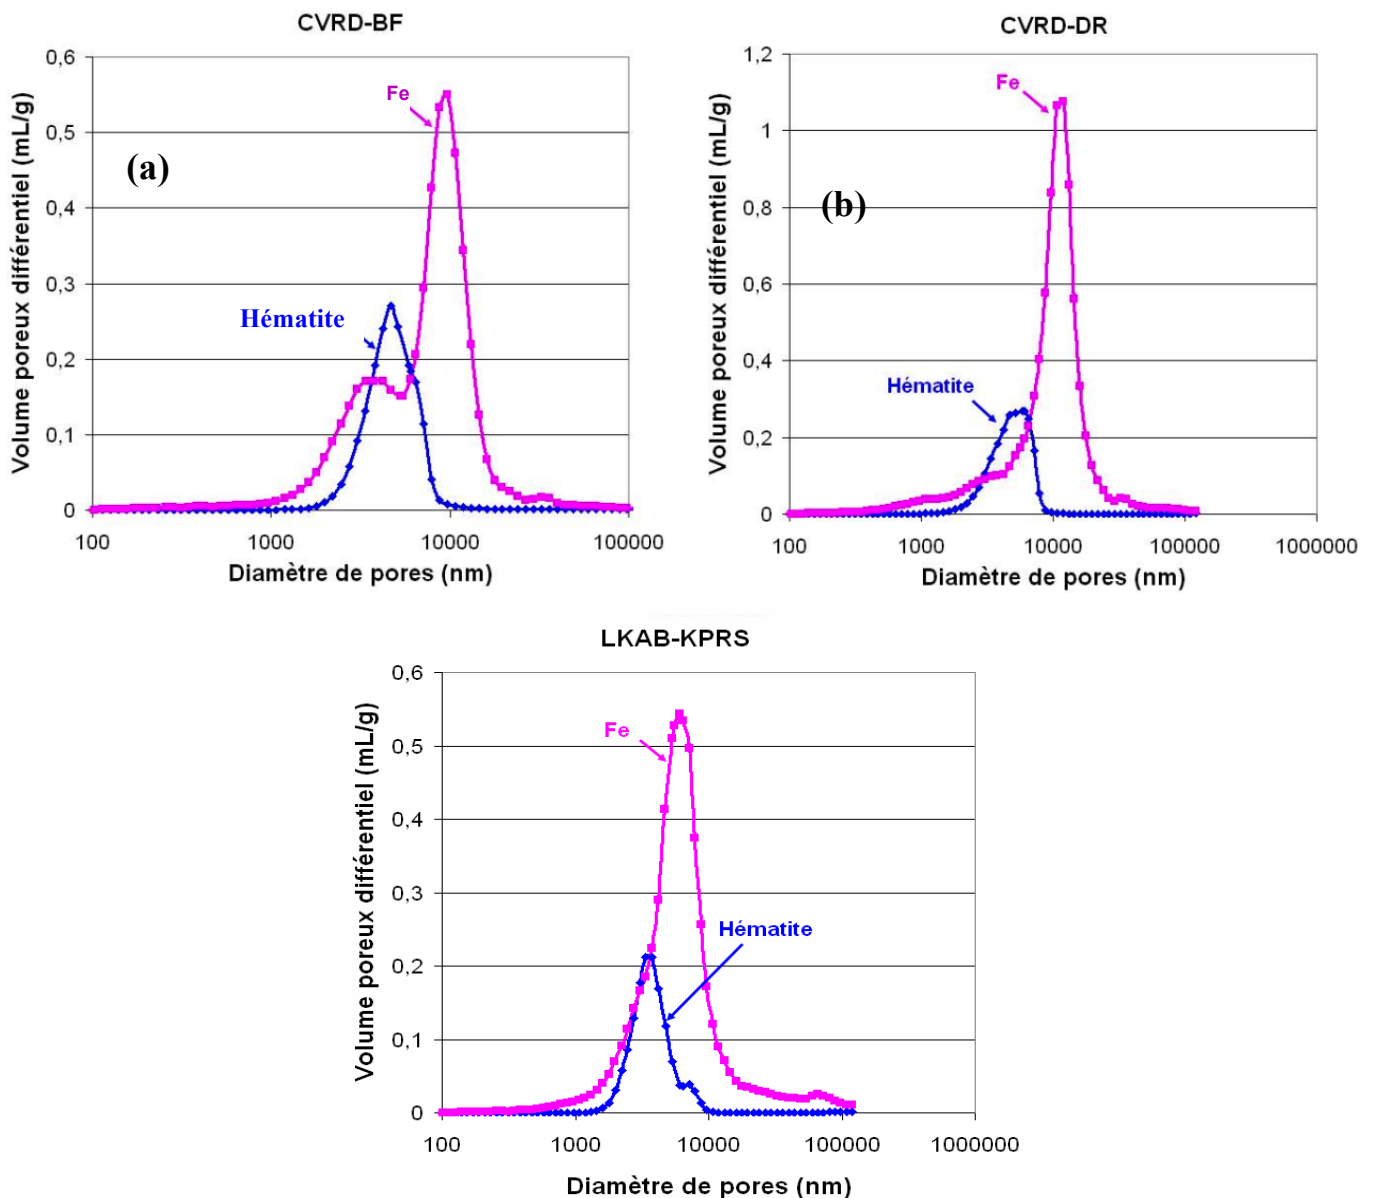 CVRD-BF
Volume poreux différentiel (mL/g)
0,6
0,5
0,4
0,3
0,2
0,1
0
Fe
(a)
Hématite
100
1000
10000
100000
Diamètre de pores (nm)
CVRD-DR
Volume poreux différentiel (mL/g)
1,2
1
0,8
0,6
0,4
0,2
0
Fe
(b)
Hématite
100
1000
10000
100000
1000000
Diamètre de pores (nm)
LKAB-KPRS
Volume poreux différentiel (mL/g)
0,6
0,5
0,4
0,3
0,2
0,1
0
Fe
Hématite
100
1000
10000
100000
1000000
Diamètre de pores (nm)